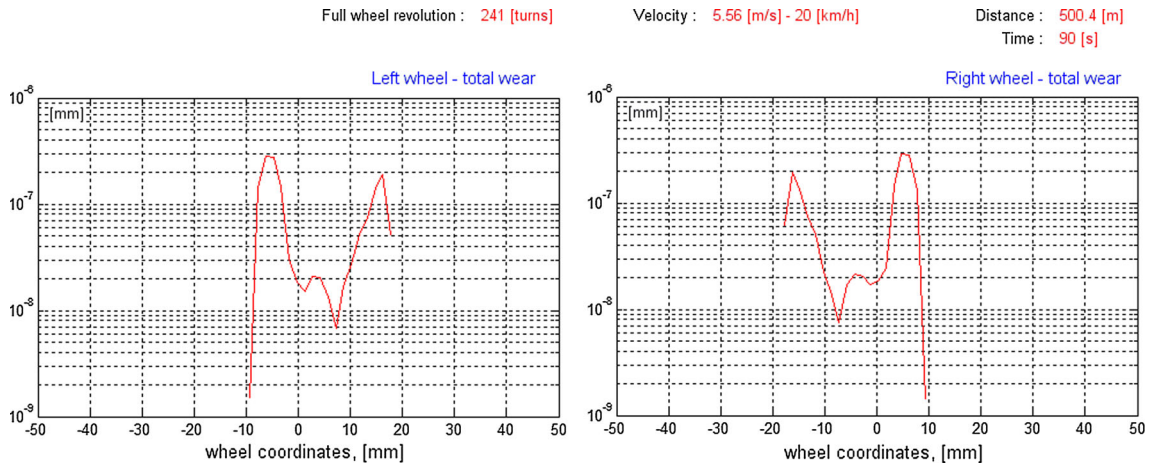 Full wheel revolution : 241 [turns] Velocity : 5.56 [m/s] - 20 [km/h] Distance : 500.4 [m]
Time : 90 [s]
Left wheel - total wear
10^-6
[mm]
10^-7
10^-8
10^-9
-50 -40 -30 -20 -10 0 10 20 30 40 50
wheel coordinates, [mm]
Right wheel - total wear
10^-6
[mm]
10^-7
10^-8
10^-9
-50 -40 -30 -20 -10 0 10 20 30 40 50
wheel coordinates, [mm]